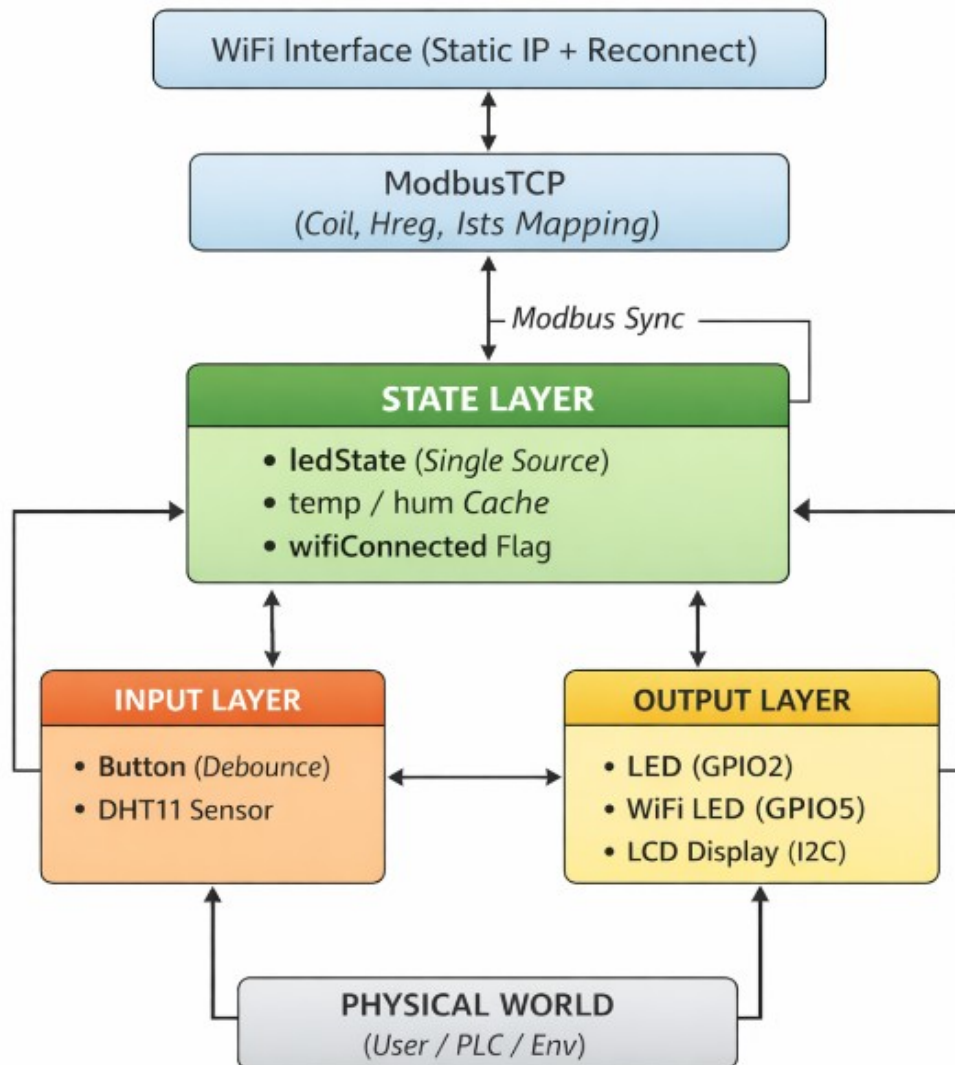 WiFi Interface (Static IP + Reconnect)
ModbusTCP
(Coil, Hreg, Ists Mapping)
Modbus Sync
STATE LAYER
• ledState (Single Source)
• temp / hum Cache
• wifiConnected Flag
INPUT LAYER
• Button (Debounce)
• DHT11 Sensor
OUTPUT LAYER
• LED (GPIO2)
• WiFi LED (GPIO5)
• LCD Display (I2C)
PHYSICAL WORLD
(User / PLC / Env)